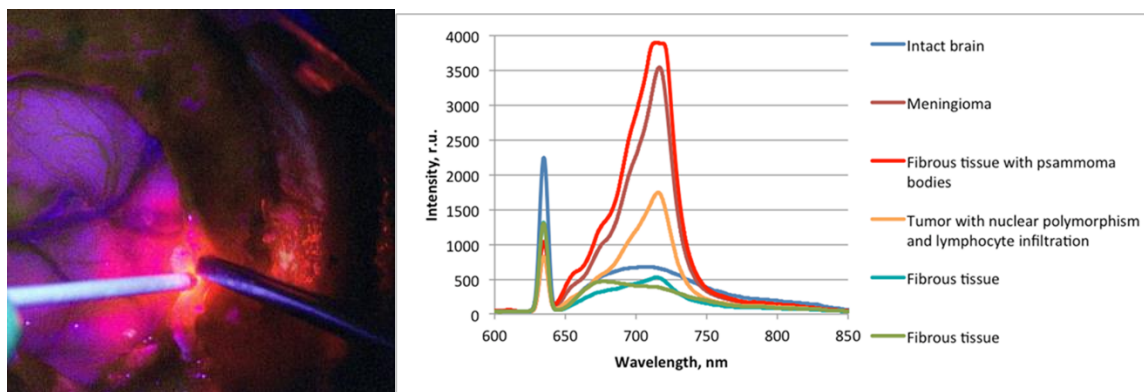 4000
3500
3000
2500
2000
1500
1000
500
0
Intensity, r.u.
600
650
700
750
800
850
Wavelength, nm
Intact brain
Meningioma
Fibrous tissue with psammoma
bodies
Tumor with nuclear polymorphism
and lymphocyte infiltration
Fibrous tissue
Fibrous tissue